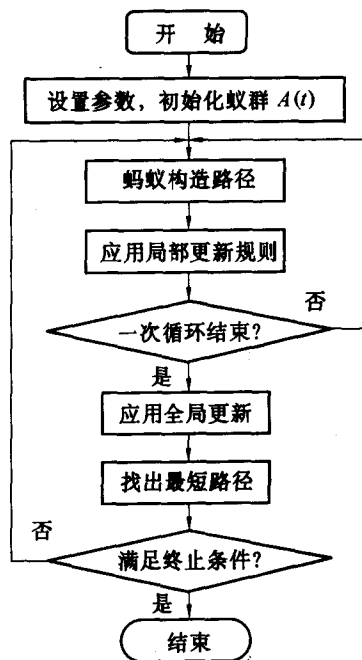 开 始
设置参数，初始化蚁群 A(t)
蚂蚁构造路径
应用局部更新规则
否
一次循环结束？
是
应用全局更新
找出最短路径
否
满足终止条件？
是
结束